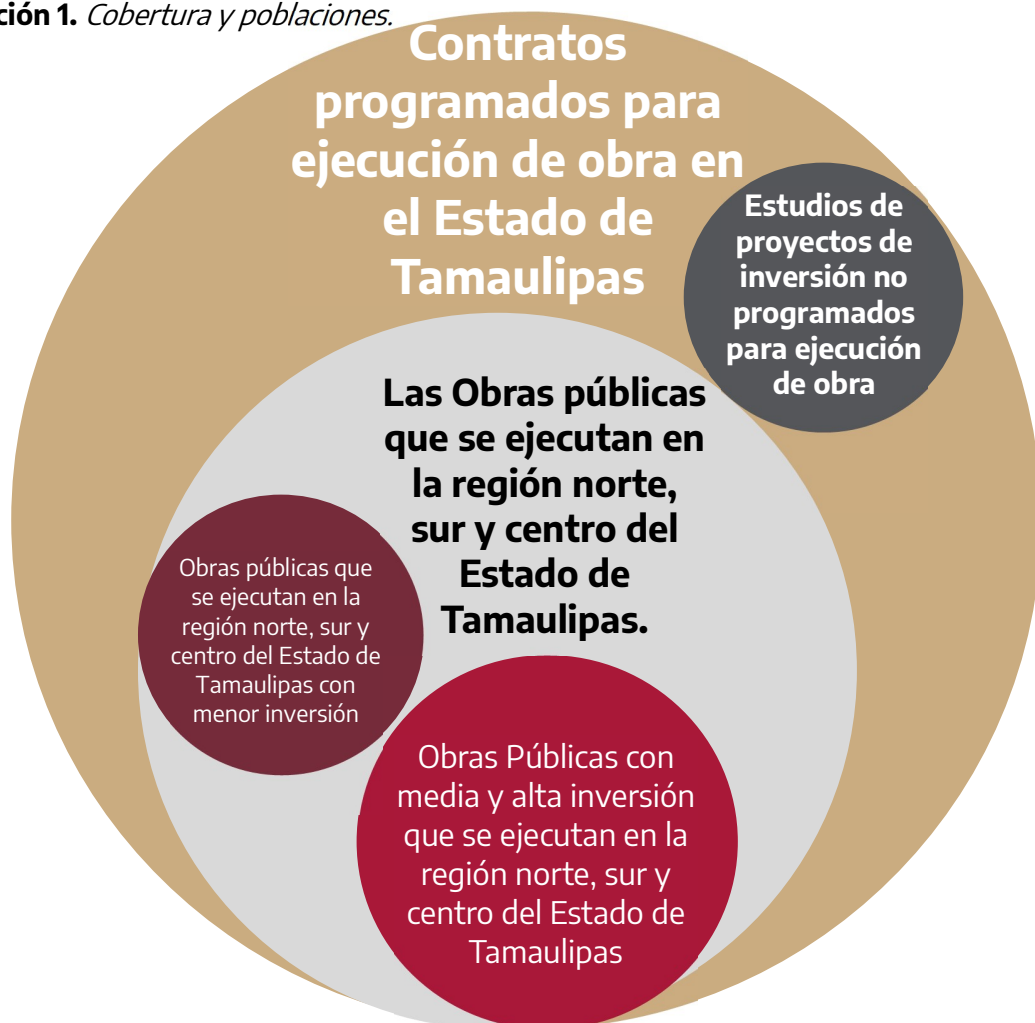 ción 1. Cobertura y poblaciones.
Contratos
programados para
ejecución de obra en
el Estado de
Tamaulipas
Estudios de
proyectos de
inversión no
programados
para ejecución
de obra
Las Obras públicas
que se ejecutan en
la región norte,
sur y centro del
Estado de
Tamaulipas.
Obras públicas que
se ejecutan en la
región norte, sur y
centro del Estado de
Tamaulipas con
menor inversión
Obras Públicas con
media y alta inversión
que se ejecutan en la
región norte, sur y
centro del Estado de
Tamaulipas